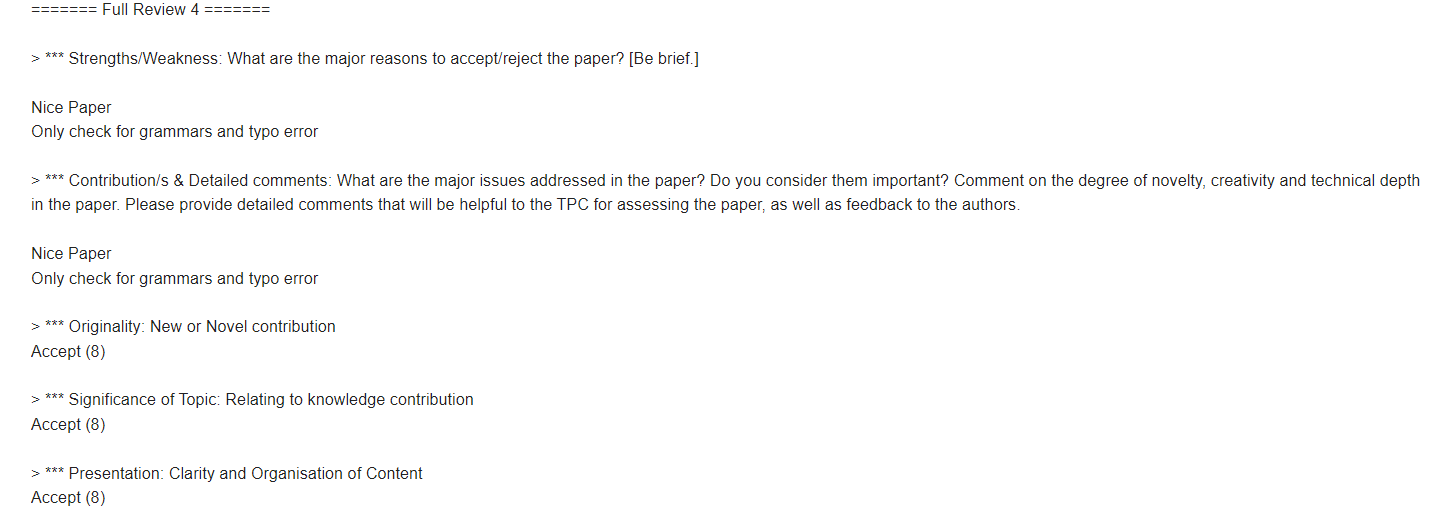 ======= Full Review 4 =======
> *** Strengths/Weakness: What are the major reasons to accept/reject the paper? [Be brief.]
Nice Paper
Only check for grammars and typo error
> *** Contribution/s & Detailed comments: What are the major issues addressed in the paper? Do you consider them important? Comment on the degree of novelty, creativity and technical depth
in the paper. Please provide detailed comments that will be helpful to the TPC for assessing the paper, as well as feedback to the authors.
Nice Paper
Only check for grammars and typo error
> *** Originality: New or Novel contribution
Accept (8)
> *** Significance of Topic: Relating to knowledge contribution
Accept (8)
> *** Presentation: Clarity and Organisation of Content
Accept (8)